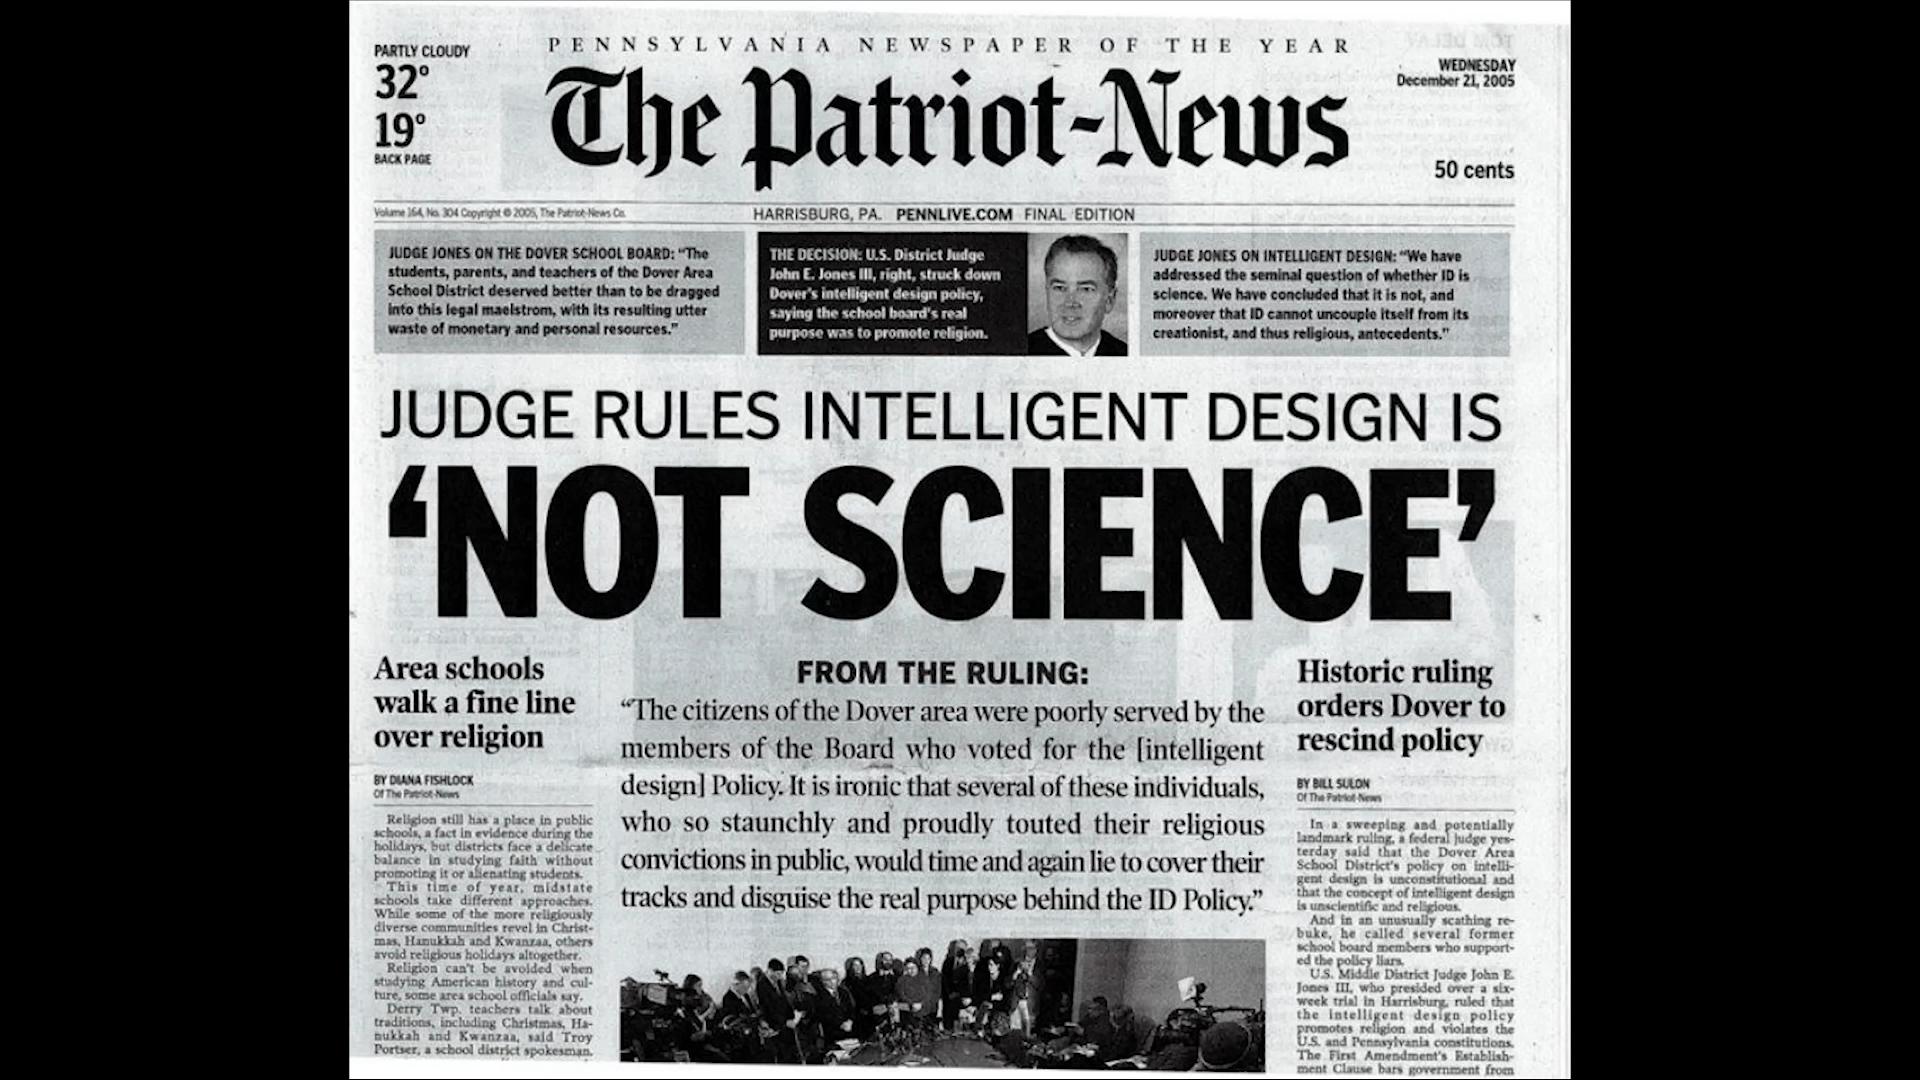 PARTLY CLOUDY
32°
19°
BACK PAGE
PENNSYLVANIA NEWSPAPER OF THE YEAR
The Patriot-News
WEDNESDAY
December 21, 2005
50 cents
Volume 164, No. 304 Copyright © 2005, The Patriot-News Co.
HARRISBURG, PA. PENNLIVE.COM FINAL EDITION
JUDGE JONES ON THE DOVER SCHOOL BOARD: “The
students, parents, and teachers of the Dover Area
School District deserved better than to be dragged
into this legal maelstrom, with its resulting utter
waste of monetary and personal resources.”
THE DECISION: U.S. District Judge
John E. Jones III, right, struck down
Dover's intelligent design policy,
saying the school board's real
purpose was to promote religion.
JUDGE JONES ON INTELLIGENT DESIGN: “We have
addressed the seminal question of whether ID is
science. We have concluded that it is not, and
moreover that ID cannot uncouple itself from its
creationist, and thus religious, antecedents.”
JUDGE RULES INTELLIGENT DESIGN IS
‘NOT SCIENCE’
Area schools
walk a fine line
over religion
BY DIANA FISHLOCK
Of The Patriot-News
Religion still has a place in public
schools, a fact in evidence during the
holidays, but districts face a delicate
balance in studying faith without
promoting it or alienating students.
This time of year, midstate
schools take different approaches.
While some of the more religiously
diverse communities revel in Christ-
mas, Hanukkah and Kwanzaa, others
avoid religious holidays altogether.
Religion can't be avoided when
studying American history and cul-
ture, some area school officials say.
Derry Twp. teachers talk about
traditions, including Christmas, Ha-
nukkah and Kwanzaa, said Troy
Portser, a school district spokesman.
FROM THE RULING:
“The citizens of the Dover area were poorly served by the
members of the Board who voted for the [intelligent
design] Policy. It is ironic that several of these individuals,
who so staunchly and proudly touted their religious
convictions in public, would time and again lie to cover their
tracks and disguise the real purpose behind the ID Policy.”
Historic ruling
orders Dover to
rescind policy
BY BILL SULON
Of The Patriot-News
In a sweeping and potentially
landmark ruling, a federal judge yes-
terday said that the Dover Area
School District's policy on intelli-
gent design is unconstitutional and
that the concept of intelligent design
is unscientific and religious.
And in an unusually scathing re-
buke, he called several former
school board members who support-
ed the policy liars.
U.S. Middle District Judge John E.
Jones III, who presided over a six-
week trial in Harrisburg, ruled that
the intelligent design policy
promotes religion and violates the
U.S. and Pennsylvania constitutions.
The First Amendment's Establish-
ment Clause bars government from